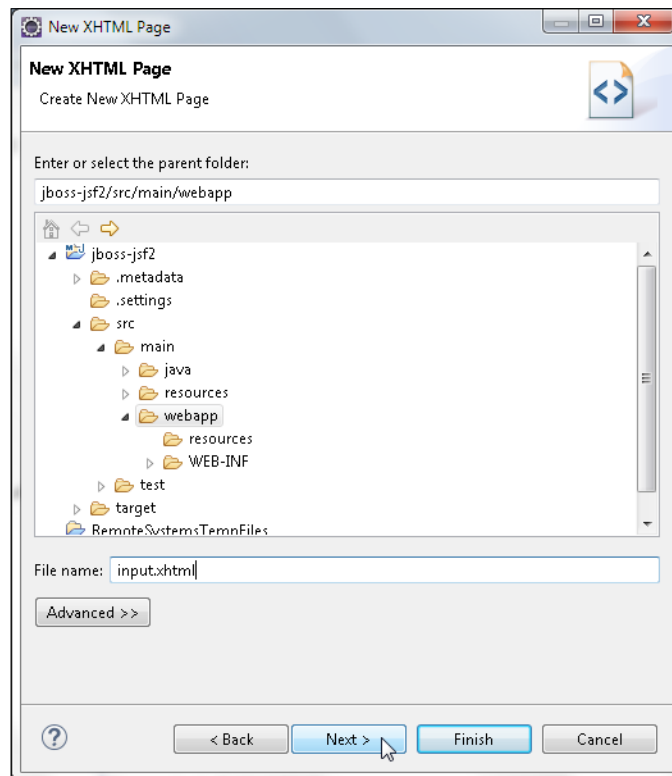 New XHTML Page
New XHTML Page
Create New XHTML Page
Enter or select the parent folder:
jboss-jsf2/src/main/webapp
jboss-jsf2
.metadata
.settings
src
main
java
resources
webapp
resources
WEB-INF
test
target
RemoteSystemsTempFiles
File name: input.xhtml
Advanced >>
< Back Next > Finish Cancel